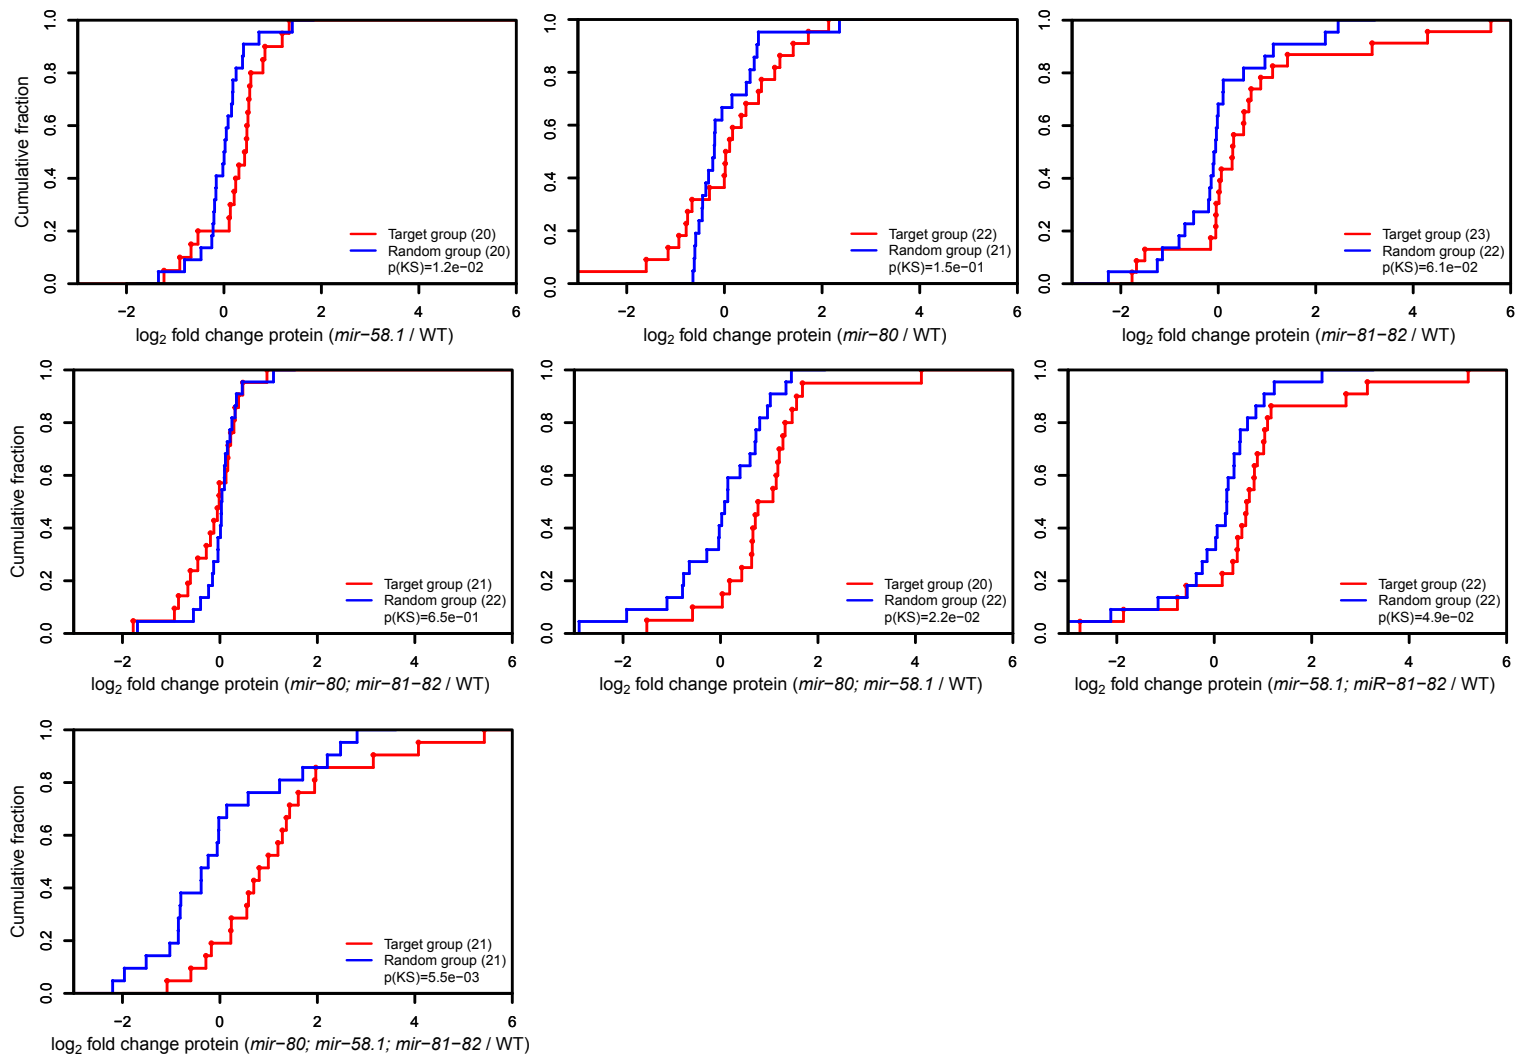 Cumulative fraction
0.0 0.2 0.4 0.6 0.8 1.0
Target group (20)
Random group (20)
p(KS)=1.2e−02
−2 0 2 4 6
log2 fold change protein (mir−58.1 / WT)
0.0 0.2 0.4 0.6 0.8 1.0
Target group (22)
Random group (21)
p(KS)=1.5e−01
−2 0 2 4 6
log2 fold change protein (mir−80 / WT)
0.0 0.2 0.4 0.6 0.8 1.0
Target group (23)
Random group (22)
p(KS)=6.1e−02
−2 0 2 4 6
log2 fold change protein (mir−81−82 / WT)
Cumulative fraction
0.0 0.2 0.4 0.6 0.8 1.0
Target group (21)
Random group (22)
p(KS)=6.5e−01
−2 0 2 4 6
log2 fold change protein (mir−80; mir−81−82 / WT)
0.0 0.2 0.4 0.6 0.8 1.0
Target group (20)
Random group (22)
p(KS)=2.2e−02
−2 0 2 4 6
log2 fold change protein (mir−80; mir−58.1 / WT)
0.0 0.2 0.4 0.6 0.8 1.0
Target group (22)
Random group (22)
p(KS)=4.9e−02
−2 0 2 4 6
log2 fold change protein (mir−58.1; miR−81−82 / WT)
Cumulative fraction
0.0 0.2 0.4 0.6 0.8 1.0
Target group (21)
Random group (21)
p(KS)=5.5e−03
−2 0 2 4 6
log2 fold change protein (mir−80; mir−58.1; mir−81−82 / WT)